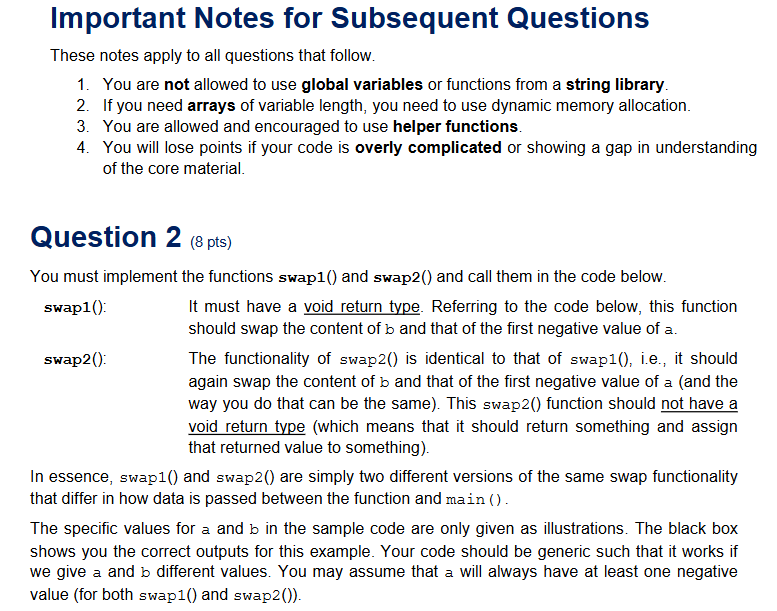 Important Notes for Subsequent Questions
These notes apply to all questions that follow.
1. You are not allowed to use global variables or functions from a string library.
2. If you need arrays of variable length, you need to use dynamic memory allocation.
3. You are allowed and encouraged to use helper functions.
4. You will lose points if your code is overly complicated or showing a gap in understanding
of the core material.
Question 2 (8 pts)
You must implement the functions swap1() and swap2() and call them in the code below.
swap1(): It must have a void return type. Referring to the code below, this function
should swap the content of b and that of the first negative value of a.
swap2(): The functionality of swap2() is identical to that of swap1(), i.e., it should
again swap the content of b and that of the first negative value of a (and the
way you do that can be the same). This swap2() function should not have a
void return type (which means that it should return something and assign
that returned value to something).
In essence, swap1() and swap2() are simply two different versions of the same swap functionality
that differ in how data is passed between the function and main().
The specific values for a and b in the sample code are only given as illustrations. The black box
shows you the correct outputs for this example. Your code should be generic such that it works if
we give a and b different values. You may assume that a will always have at least one negative
value (for both swap1() and swap2()).